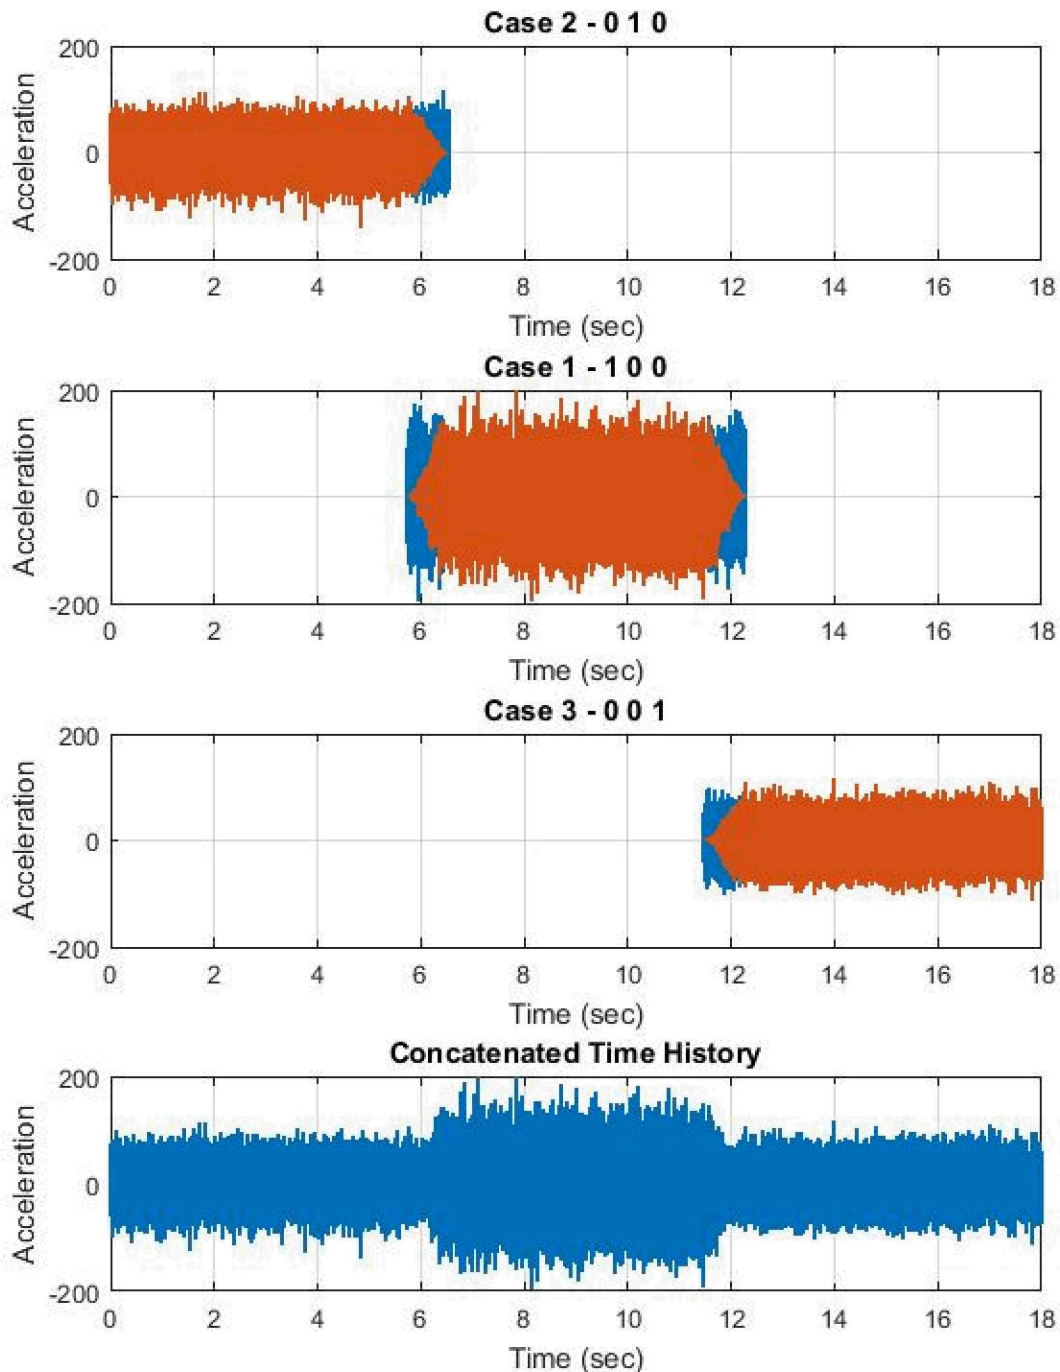 Case 2 - 0 1 0
200
0
-200
Acceleration
0 2 4 6 8 10 12 14 16 18
Time (sec)
Case 1 - 1 0 0
200
0
-200
Acceleration
0 2 4 6 8 10 12 14 16 18
Time (sec)
Case 3 - 0 0 1
200
0
-200
Acceleration
0 2 4 6 8 10 12 14 16 18
Time (sec)
Concatenated Time History
200
0
-200
Acceleration
0 2 4 6 8 10 12 14 16 18
Time (sec)